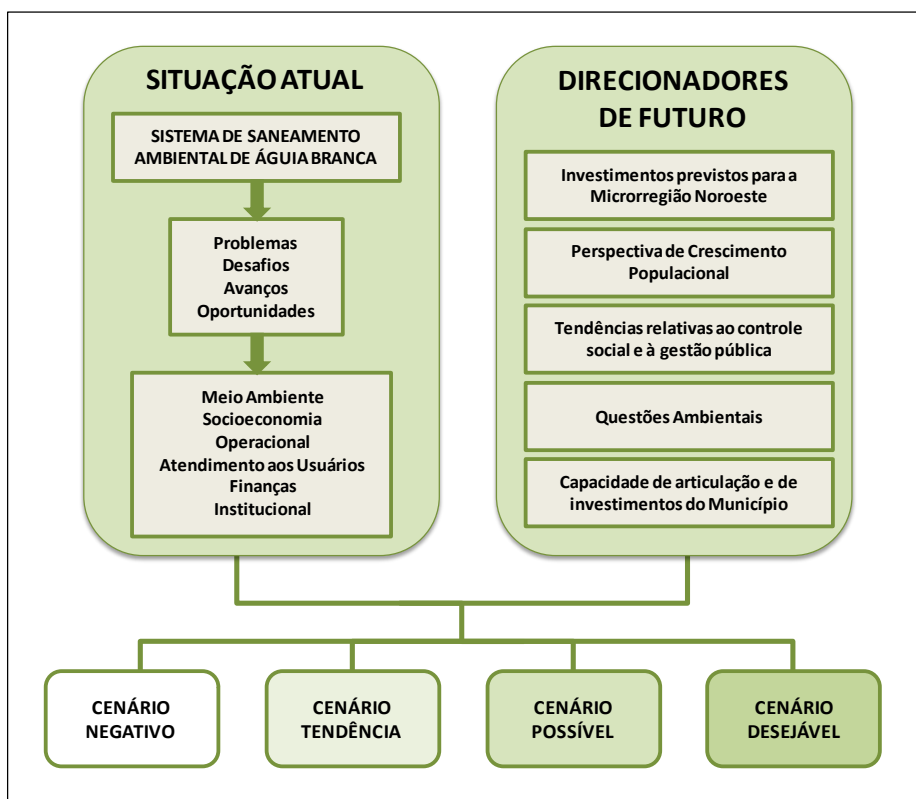 SITUAÇÃO ATUAL
SISTEMA DE SANEAMENTO
AMBIENTAL DE ÁGUIA BRANCA
Problemas
Desafios
Avanços
Oportunidades
Meio Ambiente
Socioeconomia
Operacional
Atendimento aos Usuários
Finanças
Institucional
DIRECIONADORES
DE FUTURO
Investimentos previstos para a
Microrregião Noroeste
Perspectiva de Crescimento
Populacional
Tendências relativas ao controle
social e à gestão pública
Questões Ambientais
Capacidade de articulação e de
investimentos do Município
CENÁRIO
NEGATIVO
CENÁRIO
TENDÊNCIA
CENÁRIO
POSSÍVEL
CENÁRIO
DESEJÁVEL